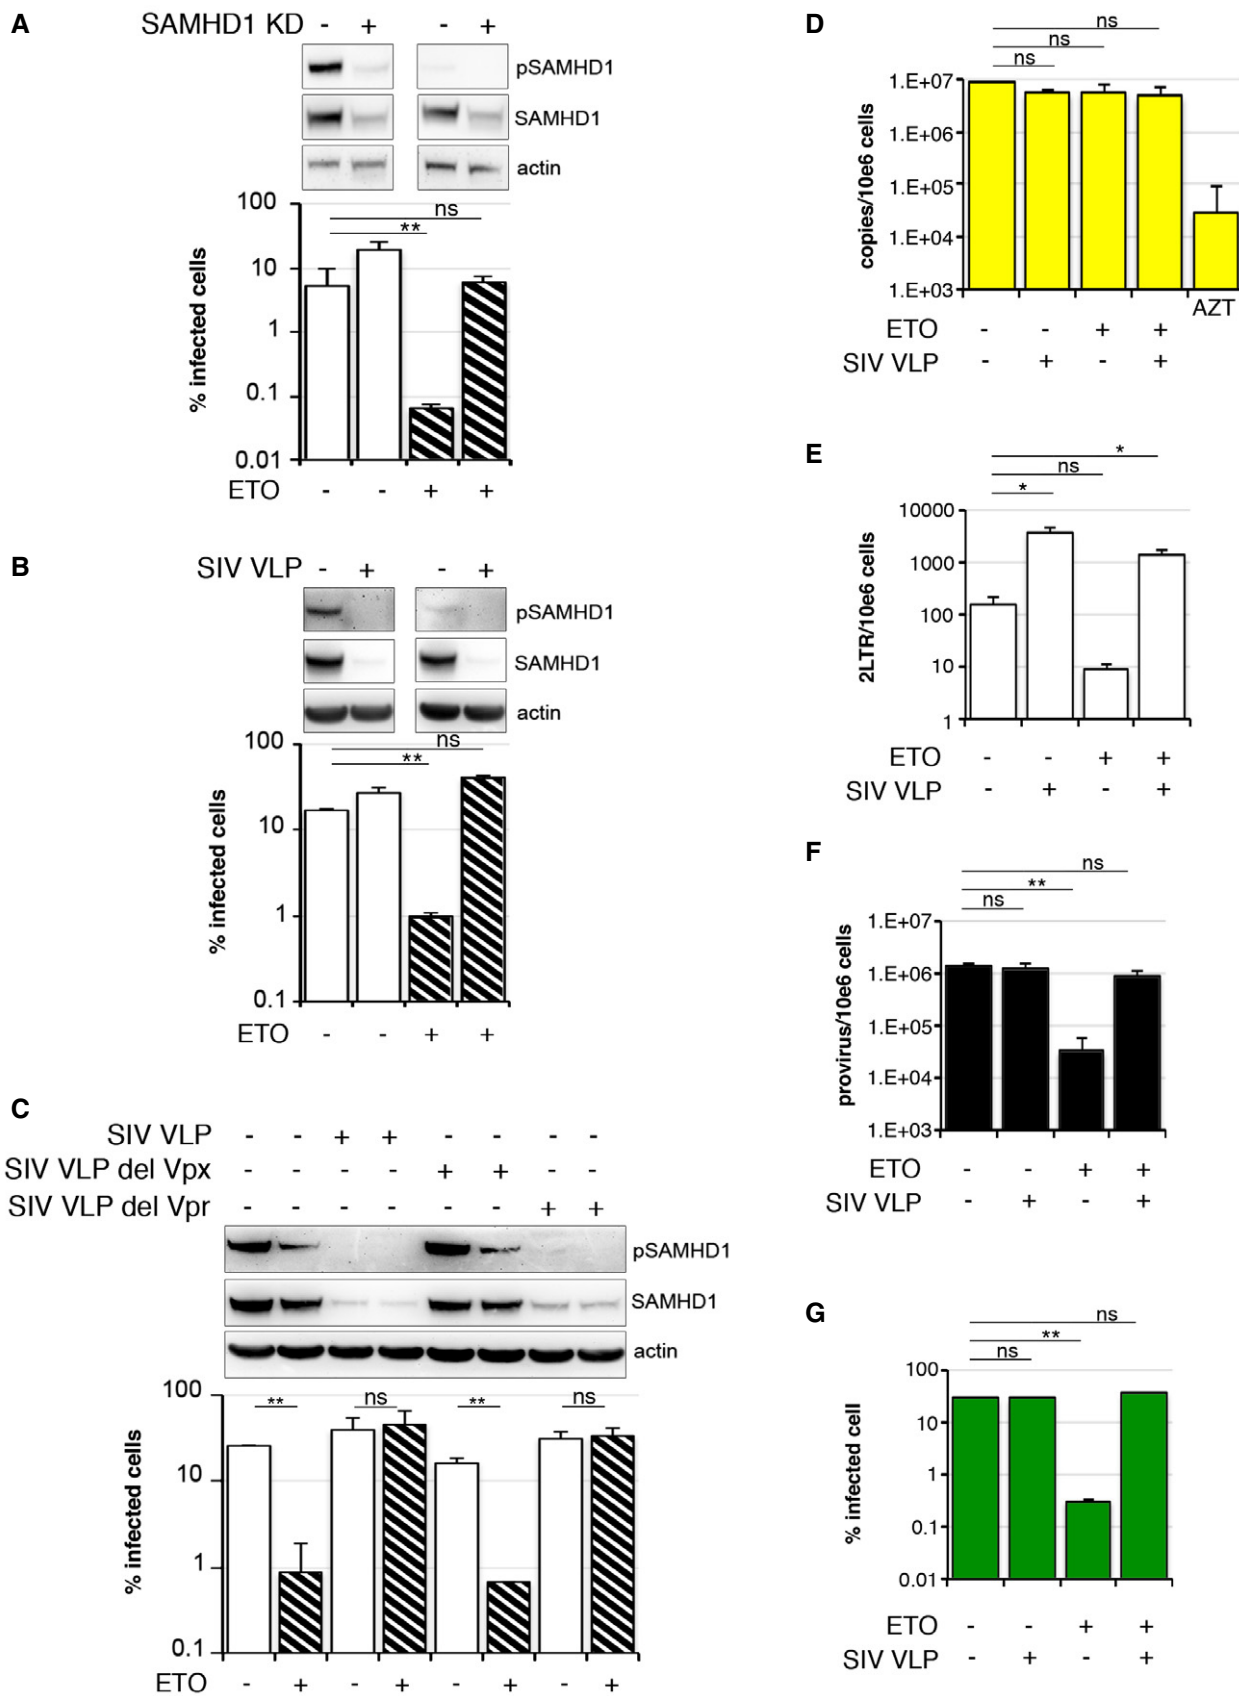 A
SAMHD1 KD - + - +
pSAMHD1
SAMHD1
actin
100
10
1
0.1
0.01
% infected cells
ns
**
ETO - - + +
B
SIV VLP - + - +
pSAMHD1
SAMHD1
actin
100
10
1
0.1
% infected cells
ns
**
ETO - - + +
C
SIV VLP - - + + - - - -
SIV VLP del Vpx - - - - + + - -
SIV VLP del Vpr - - - - - - + +
pSAMHD1
SAMHD1
actin
100
10
1
0.1
% infected cells
** ns ** ns
ETO - + - + - + - +
D
ns
ns
ns
1.E+07
1.E+06
1.E+05
1.E+04
1.E+03
copies/10e6 cells
AZT
ETO - - + +
SIV VLP - + - +
E
*
ns
*
10000
1000
100
10
1
2LTR/10e6 cells
ETO - - + +
SIV VLP - + - +
F
ns
**
ns
1.E+07
1.E+06
1.E+05
1.E+04
1.E+03
provirus/10e6 cells
ETO - - + +
SIV VLP - + - +
G
ns
**
ns
100
10
1
0.1
0.01
% infected cell
ETO - - + +
SIV VLP - + - +